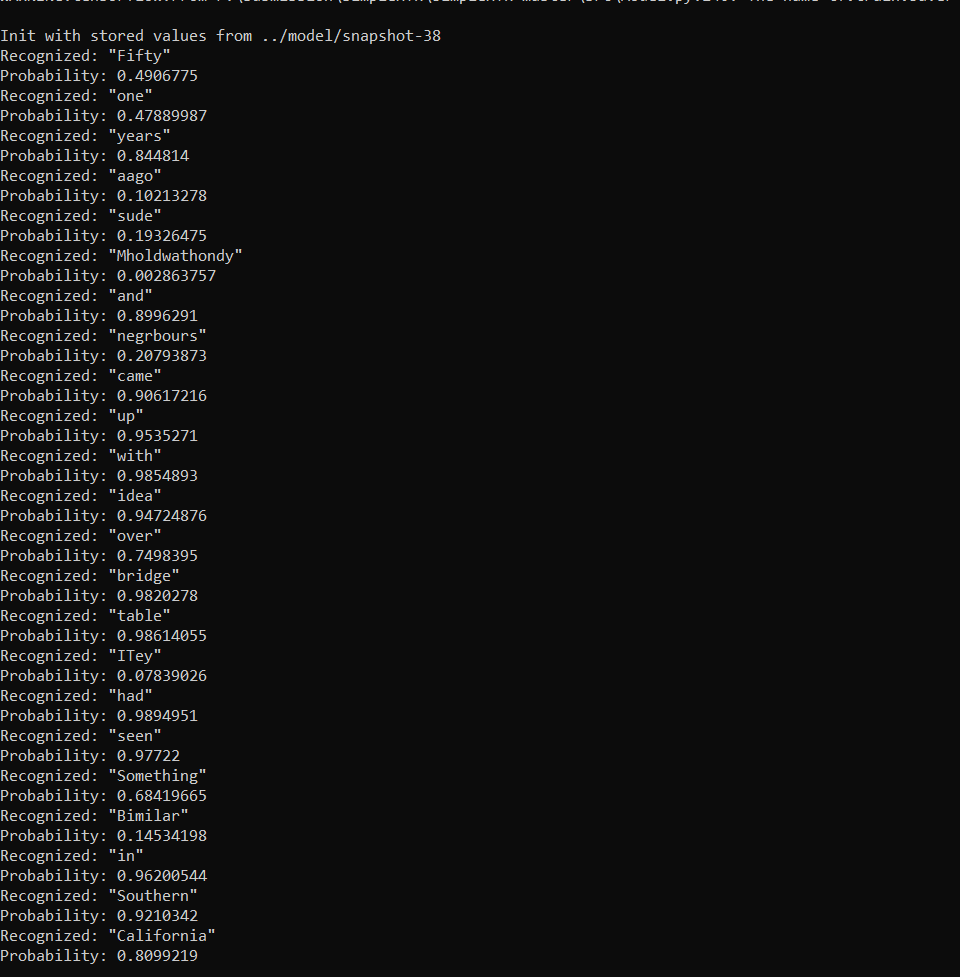 Init with stored values from ../model/snapshot-38
Recognized: "Fifty"
Probability: 0.4906775
Recognized: "one"
Probability: 0.47889987
Recognized: "years"
Probability: 0.844814
Recognized: "aago"
Probability: 0.10213278
Recognized: "sude"
Probability: 0.19326475
Recognized: "Mholdwathondy"
Probability: 0.002863757
Recognized: "and"
Probability: 0.8996291
Recognized: "negrbours"
Probability: 0.20793873
Recognized: "came"
Probability: 0.90617216
Recognized: "up"
Probability: 0.9535271
Recognized: "with"
Probability: 0.9854893
Recognized: "idea"
Probability: 0.94724876
Recognized: "over"
Probability: 0.7498395
Recognized: "bridge"
Probability: 0.9820278
Recognized: "table"
Probability: 0.98614055
Recognized: "ITey"
Probability: 0.07839026
Recognized: "had"
Probability: 0.9894951
Recognized: "seen"
Probability: 0.97722
Recognized: "Something"
Probability: 0.68419665
Recognized: "Bimilar"
Probability: 0.14534198
Recognized: "in"
Probability: 0.96200544
Recognized: "Southern"
Probability: 0.9210342
Recognized: "California"
Probability: 0.8099219